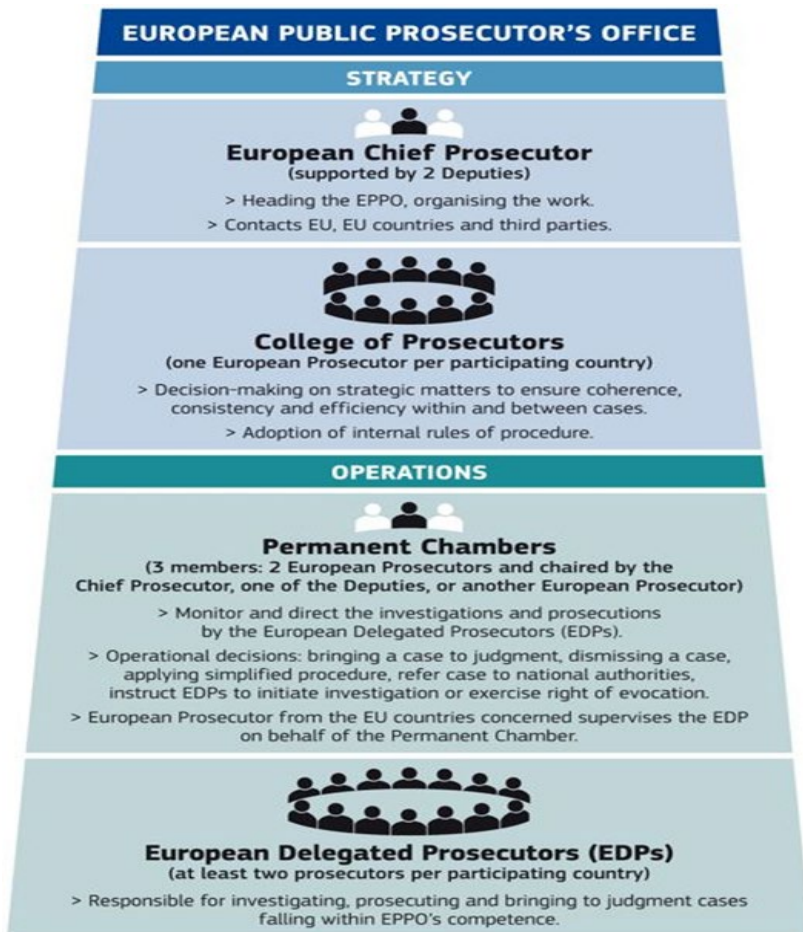 EUROPEAN PUBLIC PROSECUTOR'S OFFICE
STRATEGY
European Chief Prosecutor
(supported by 2 Deputies)
> Heading the EPPO, organising the work.
> Contacts EU, EU countries and third parties.
College of Prosecutors
(one European Prosecutor per participating country)
> Decision-making on strategic matters to ensure coherence,
consistency and efficiency within and between cases.
> Adoption of internal rules of procedure.
OPERATIONS
Permanent Chambers
(3 members: 2 European Prosecutors and chaired by the
Chief Prosecutor, one of the Deputies, or another European Prosecutor)
> Monitor and direct the investigations and prosecutions
by the European Delegated Prosecutors (EDPs).
> Operational decisions: bringing a case to judgment, dismissing a case,
applying simplified procedure, refer case to national authorities,
instruct EDPs to initiate investigation or exercise right of evocation.
> European Prosecutor from the EU countries concerned supervises the EDP
on behalf of the Permanent Chamber.
European Delegated Prosecutors (EDPs)
(at least two prosecutors per participating country)
> Responsible for investigating, prosecuting and bringing to judgment cases
falling within EPPO's competence.